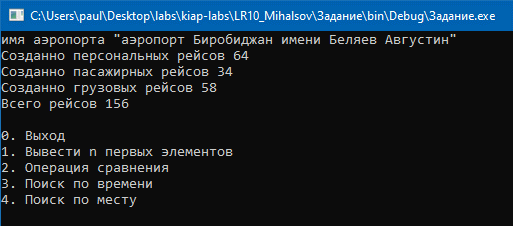 C:\Users\paul\Desktop\labs\kiap-labs\LR10_Mihalsov\Задание\bin\Debug\Задание.exe
имя аэропорта "аэропорт Биробиджан имени Беляев Августин"
Созданно персональных рейсов 64
Созданно пасажирных рейсов 34
Созданно грузовых рейсов 58
Всего рейсов 156
0. Выход
1. Вывести n первых элементов
2. Операция сравнения
3. Поиск по времени
4. Поиск по месту